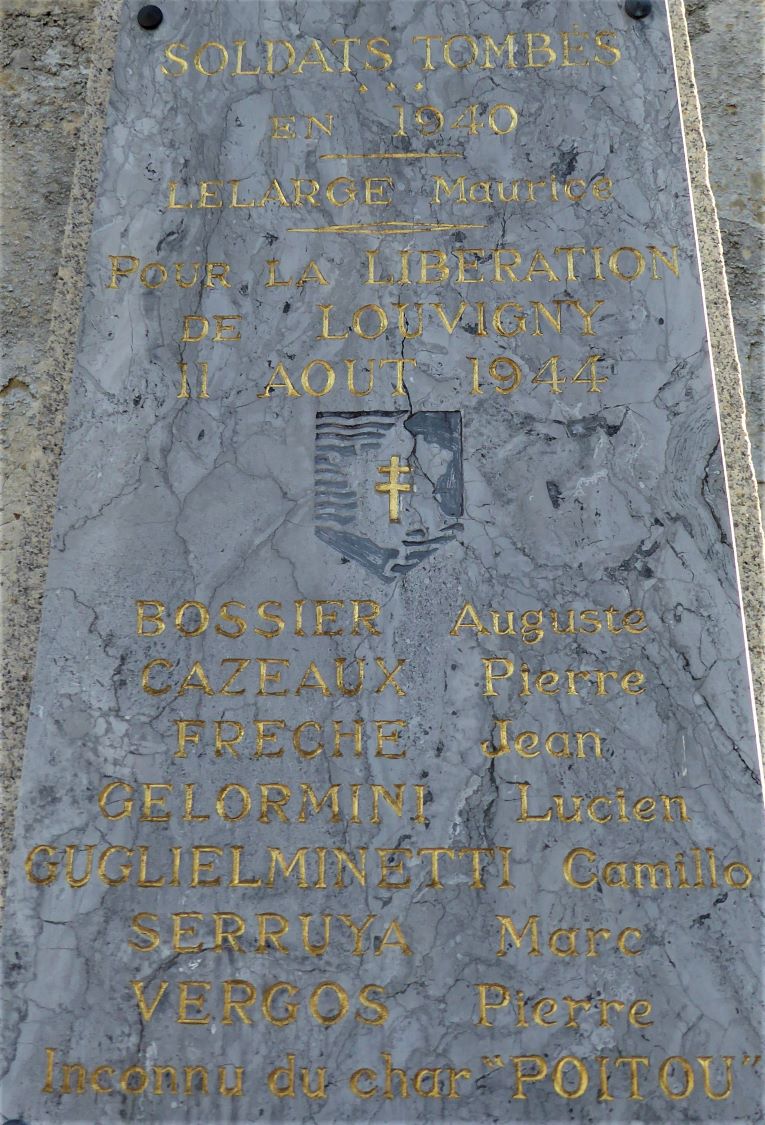 SOLDATS TOMBÉS
EN 1940
LELARGE Maurice
POUR LA LIBÉRATION
DE LOUVIGNY
11 AOUT 1944
BOSSIER Auguste
CAZEAUX Pierre
FRECHE Jean
GELORMINI Lucien
GUGLIELMINETTI Camillo
SERRUYA Marc
VERGOS Pierre
Inconnu du char "POITOU"